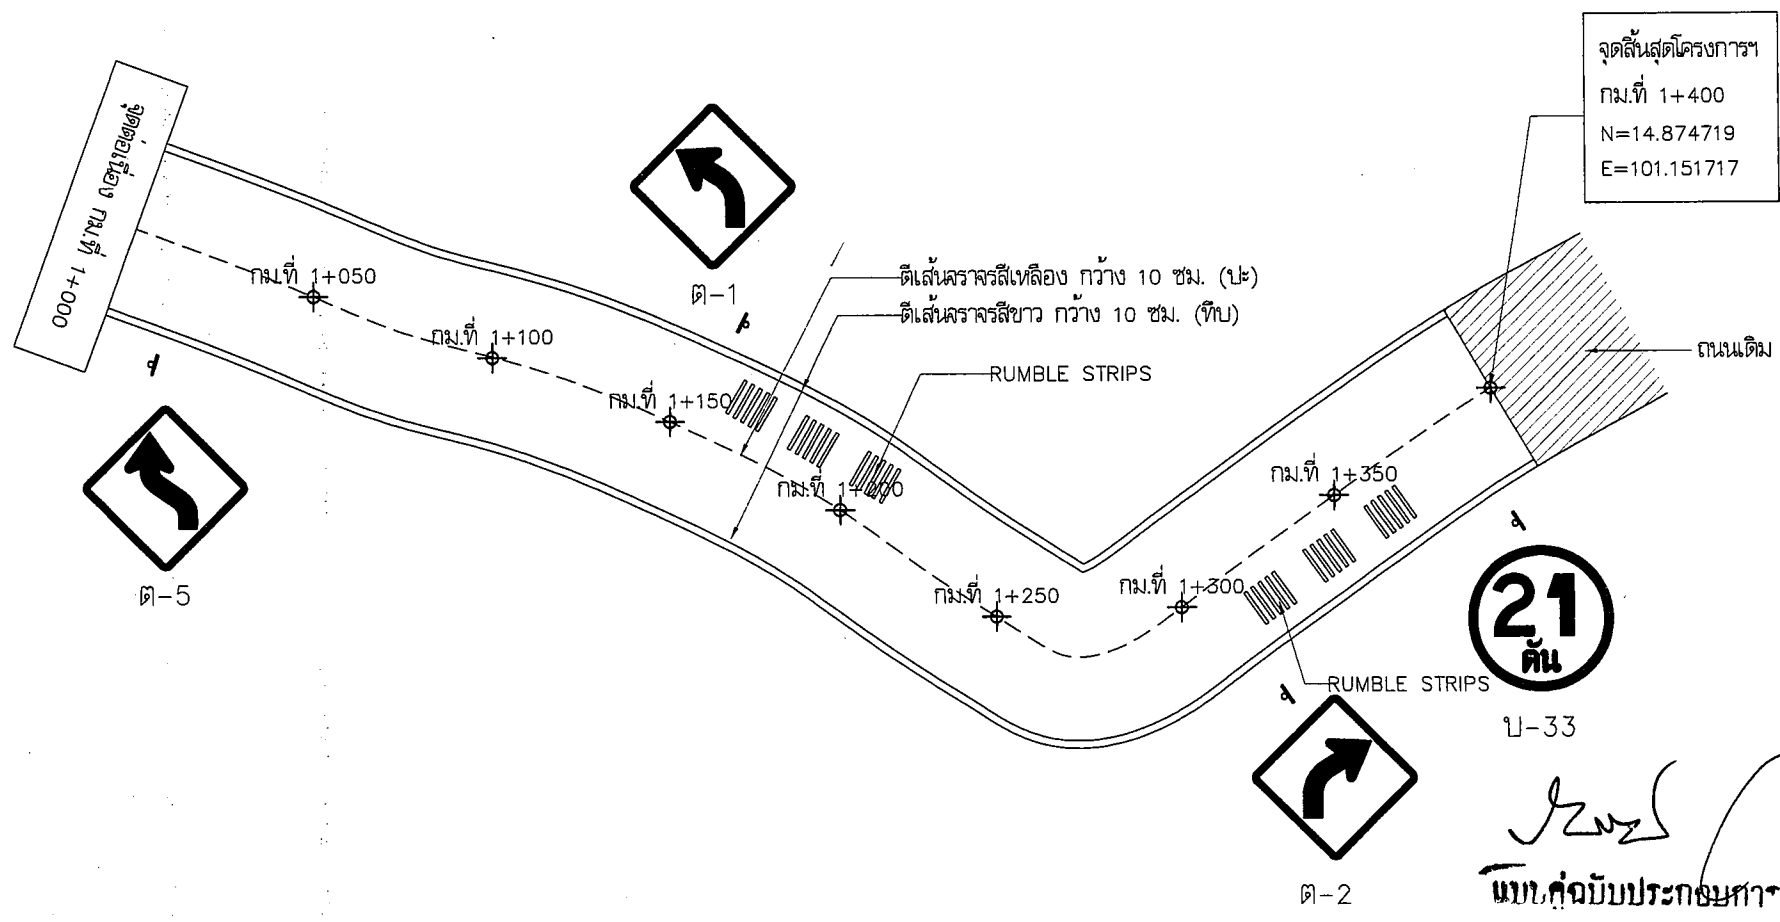 จุดสิ้นสุดโครงการฯ
กม.ที่ 1+400
N=14.874719
E=101.151717
จุดต่อเนื่อง กม.ที่ 1+000
กม.ที่ 1+050
กม.ที่ 1+100
กม.ที่ 1+150
ต-1
ตีเส้นจราจรสีเหลือง กว้าง 10 ซม. (ปะ)
ตีเส้นจราจรสีขาว กว้าง 10 ซม. (ทึบ)
RUMBLE STRIPS
ถนนเดิม
กม.ที่ 1+200
กม.ที่ 1+250
กม.ที่ 1+300
กม.ที่ 1+350
ต-5
21
ตัน
RUMBLE STRIPS
บ-33
ต-2
แบบคู่ฉบับประกอบการ